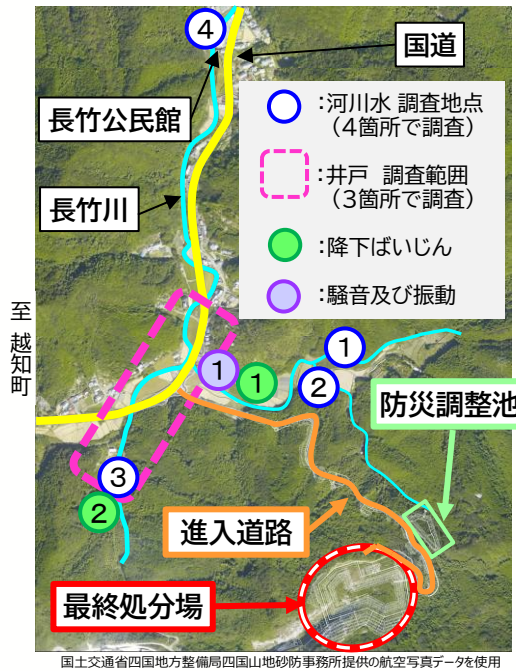 ④
国道
長竹公民館
長竹川
:河川水 調査地点
(4箇所で調査)
:井戸 調査範囲
(3箇所で調査)
:降下ばいじん
:騒音及び振動
至 越知町
①
①
①
②
防災調整池
③
②
進入道路
最終処分場
国土交通省四国地方整備局四国山地砂防事務所提供の航空写真データを使用